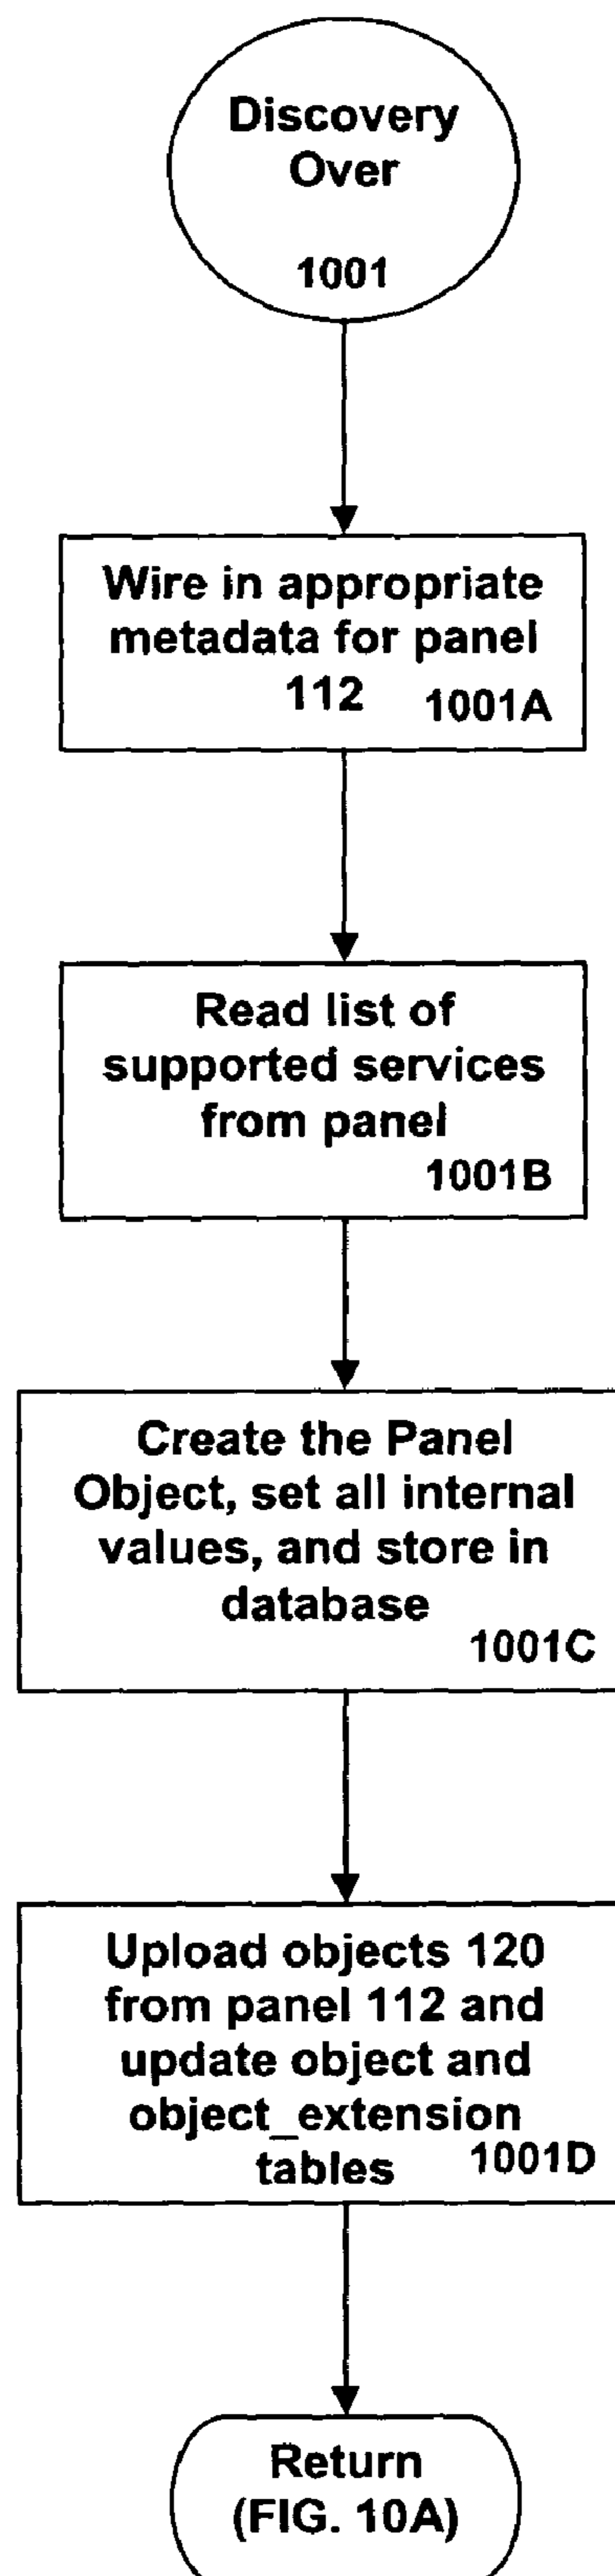 Discovery
Over
1001
Wire in appropriate
metadata for panel
112 1001A
Read list of
supported services
from panel
1001B
Create the Panel
Object, set all internal
values, and store in
database
1001C
Upload objects 120
from panel 112 and
update object and
object_extension
tables 1001D
Return
(FIG. 10A)